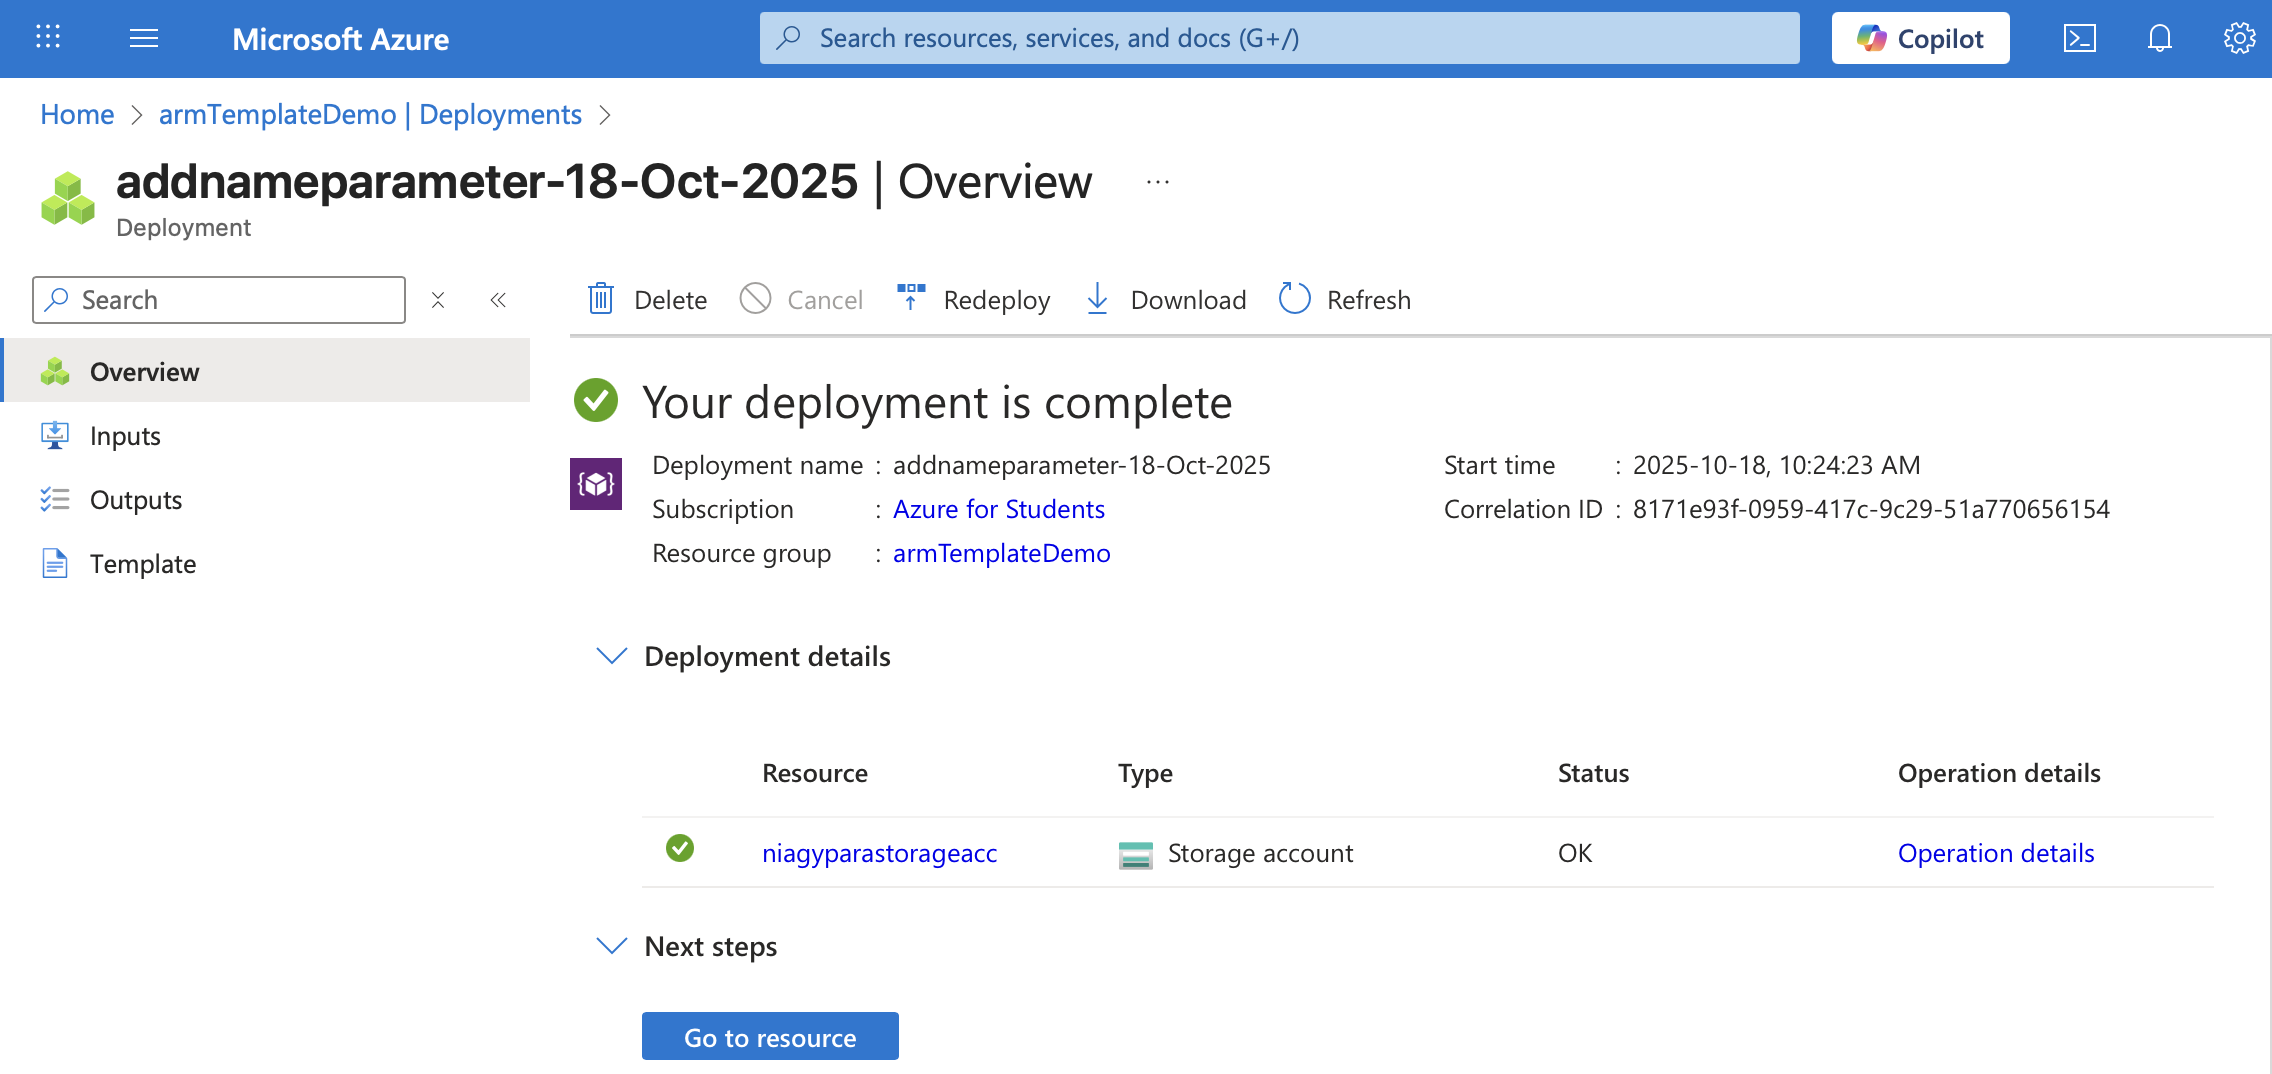 Microsoft Azure
Search resources, services, and docs (G+/)
Copilot
Home > armTemplateDemo | Deployments >
addnameparameter-18-Oct-2025 | Overview ...
Deployment
Search
Delete Cancel Redeploy Download Refresh
Overview
Inputs
Outputs
Template
Your deployment is complete
Deployment name : addnameparameter-18-Oct-2025
Subscription : Azure for Students
Resource group : armTemplateDemo
Start time : 2025-10-18, 10:24:23 AM
Correlation ID : 8171e93f-0959-417c-9c29-51a770656154
Deployment details
Resource Type Status Operation details
niagyparastorageacc Storage account OK Operation details
Next steps
Go to resource